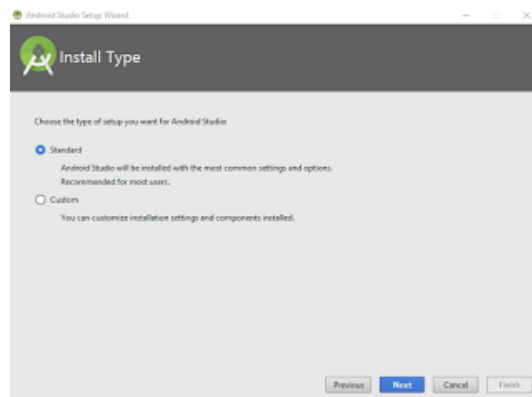 Android Studio Setup Wizard
Install Type
Choose the type of setup you want for Android Studio:
Standard
Android Studio will be installed with the most common settings and options.
Recommended for most users.
Custom
You can customize installation settings and components installed.
Previous Next Cancel Finish